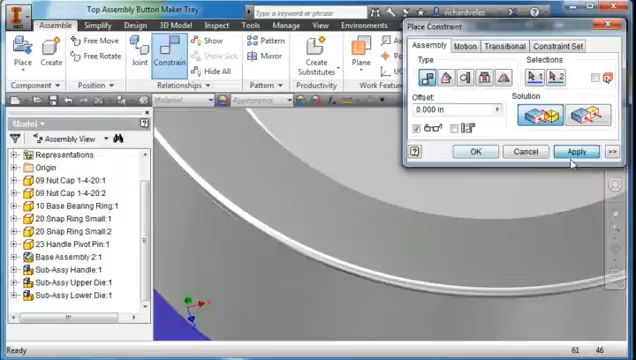 Top Assembly Button Maker Tray
richardveles
PRO
Assemble Simplify Design 3D Model Inspect Tools Manage View Environments
Place
Create
Free Move
Free Rotate
Joint
Constrain
Show
Show Sick
Hide All
Pattern
Mirror
Create Substitutes
Plane
Component
Position
Relationships
Pattern
Productivity
Material
Appearance
Place Constraint
Assembly Motion Transitional Constraint Set
Type
Selections
1
2
Offset:
0.000 in
Solution
OK
Cancel
Apply
>>
Model
Assembly View
Representations
Origin
09 Nut Cap 1-4-20:1
09 Nut Cap 1-4-20:2
10 Base Bearing Ring:1
20 Snap Ring Small:1
20 Snap Ring Small:2
23 Handle Pivot Pin:1
Base Assembly 2:1
Sub-Assy Handle:1
Sub-Assy Upper Die:1
Sub-Assy Lower Die:1
Ready
61 46